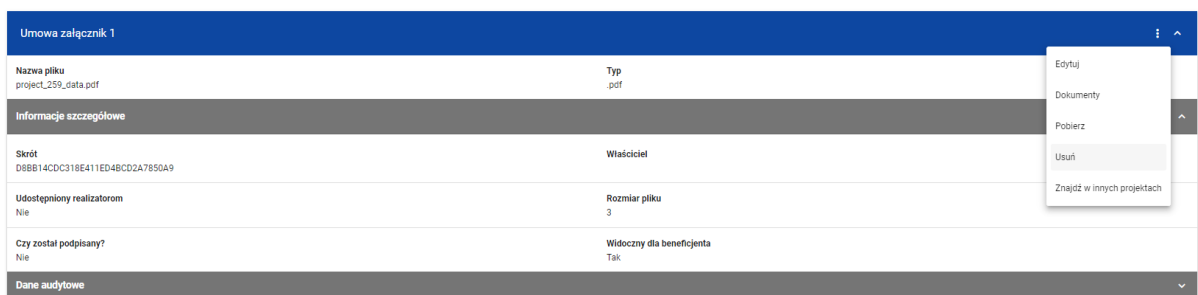 Umowa załącznik 1
Nazwa pliku
project_259_data.pdf
Typ
.pdf
Edytuj
Dokumenty
Pobierz
Usuń
Znajdź w innych projektach
Informacje szczegółowe
Skrót
D8BB14CDC318E411ED4BCD2A7850A9
Właściciel
Udostępniony realizatorom
Nie
Rozmiar pliku
3
Czy został podpisany?
Nie
Widoczny dla beneficjenta
Tak
Dane audytowe